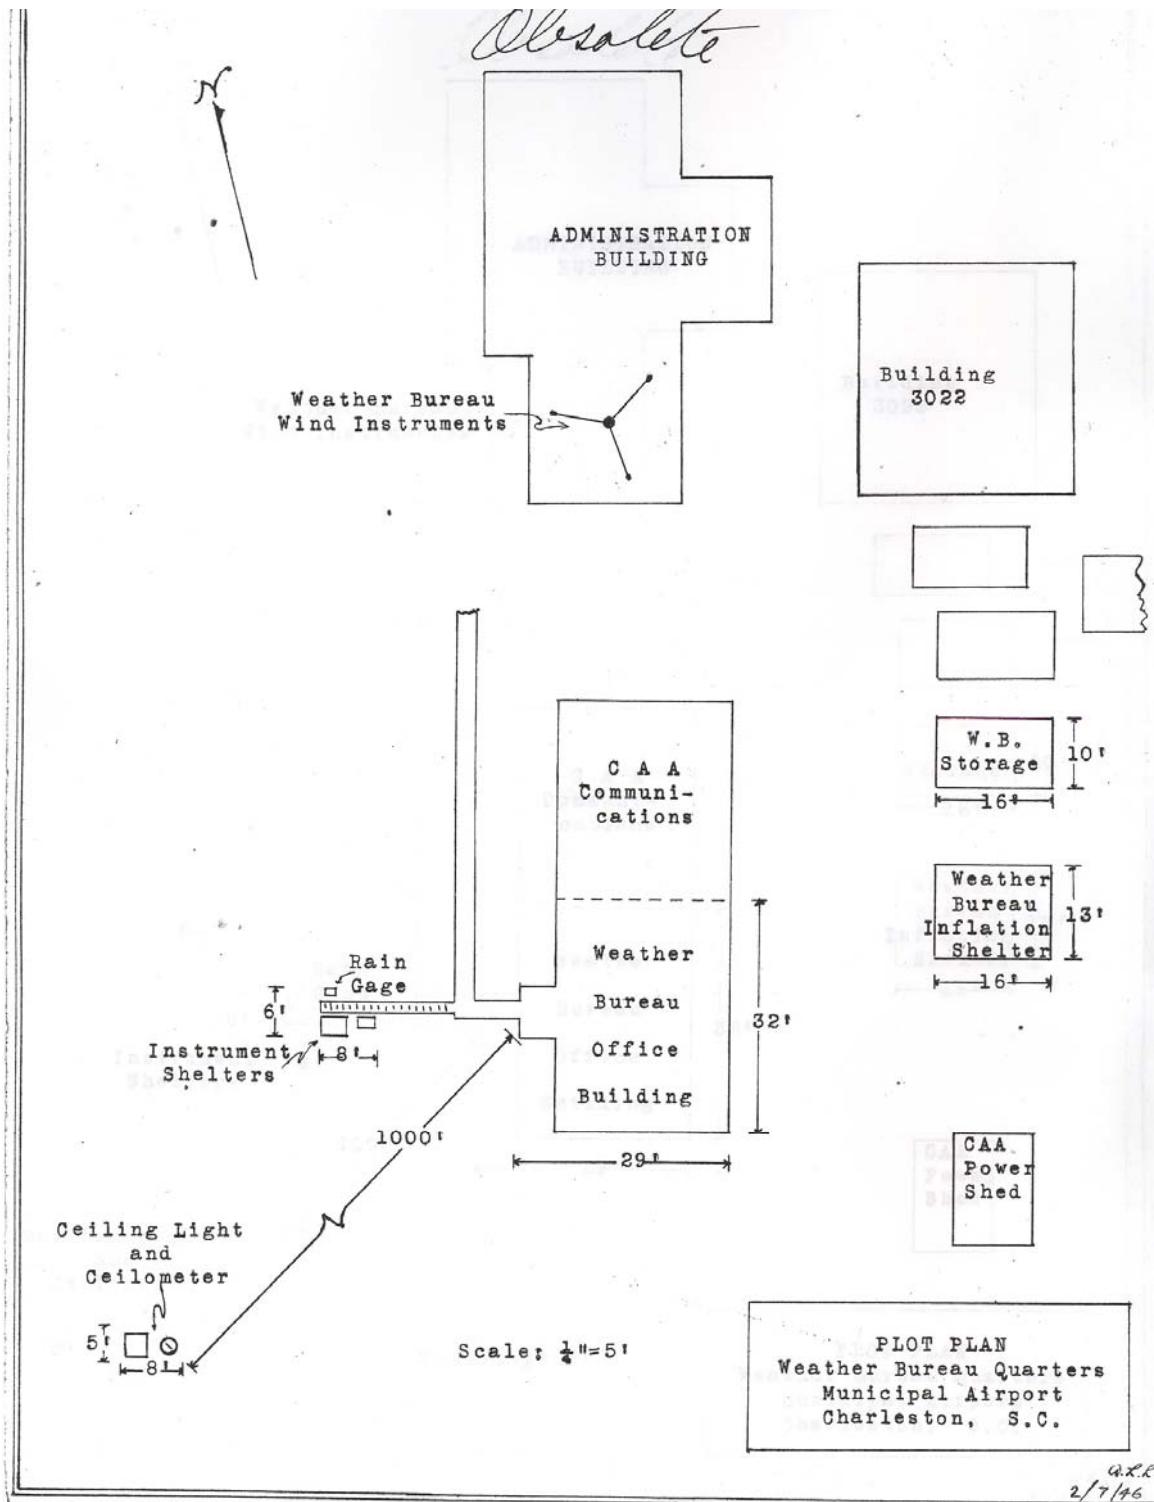 Obsolete
N
ADMINISTRATION
BUILDING
Building
3022
Weather Bureau
Wind Instruments
W.B.
Storage
10'
16'
C A A
Communi-
cations
Weather
Bureau
Inflation
Shelter
13'
16'
Weather
Bureau
Office
Building
32'
29'
Rain
Gage
6'
Instrument
Shelters
8'
1000'
CAA
Power
Shed
Ceiling Light
and
Ceilometer
5'
8'
Scale: ¼"=5'
PLOT PLAN
Weather Bureau Quarters
Municipal Airport
Charleston, S.C.
2/7/46